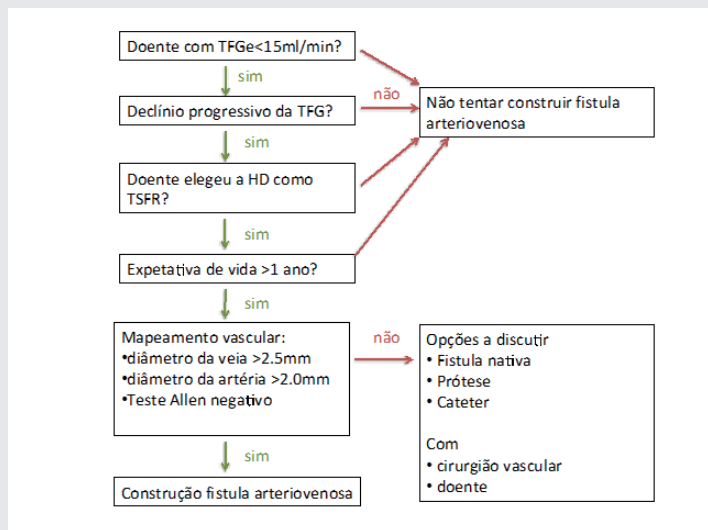 Doente com TFGe<15ml/min?
sim
não
Declínio progressivo da TFG?
Não tentar construir fistula
arteriovenosa
sim
Doente elegeu a HD como
TSFR?
sim
Expetativa de vida >1 ano?
sim
Mapeamento vascular:
•diâmetro da veia >2.5mm
•diâmetro da artéria >2.0mm
•Teste Allen negativo
não
Opções a discutir
• Fistula nativa
• Prótese
• Cateter
Com
• cirurgião vascular
• doente
sim
Construção fistula arteriovenosa